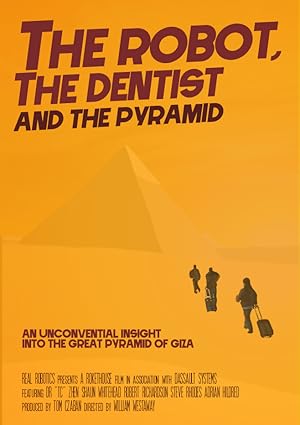 THE ROBOT,
THE DENTIST
AND THE PYRAMID
AN UNCONVENTIAL INSIGHT
INTO THE GREAT PYRAMID OF GIZA
REAL ROBOTICS PRESENTS A ROKETHOUSE FILM IN ASSOCIATION WITH DASSAULT SYSTEMS
FEATURING DR "TC" ZHEN SHAUN WHITEHEAD ROBERT RICHARDSON STEVE RHODES ADRIAN HILDRED
PRODUCED BY TOM CZABAN DIRECTED BY WILLIAM WESTAWAY